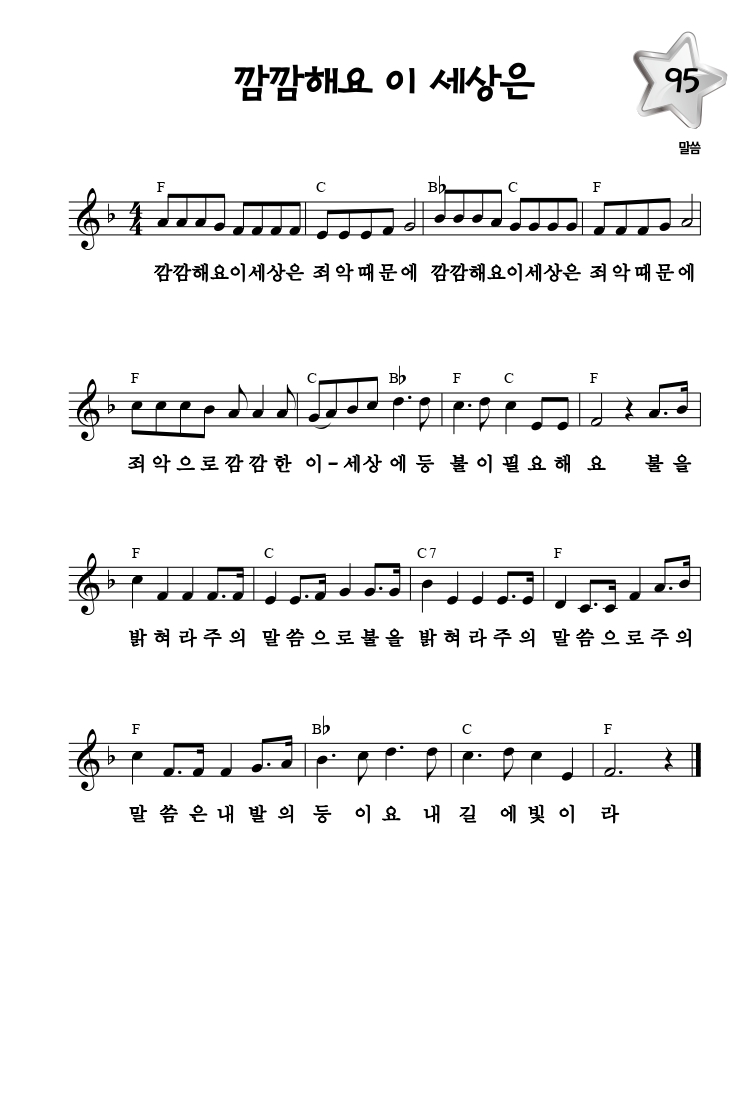 깜깜해요 이 세상은
95
말씀
F C B♭ C F
4/4
깜깜해요이세상은 죄악때문에 깜깜해요이세상은 죄악때문에
F C B♭ F C F
죄악으로깜깜한 이-세상에등 불이필요해 요 불을
F C C7 F
밝혀라주의 말씀으로불을 밝혀라주의 말씀으로주의
F B♭ C F
말씀은내발의 등이요내 길에빛이 라